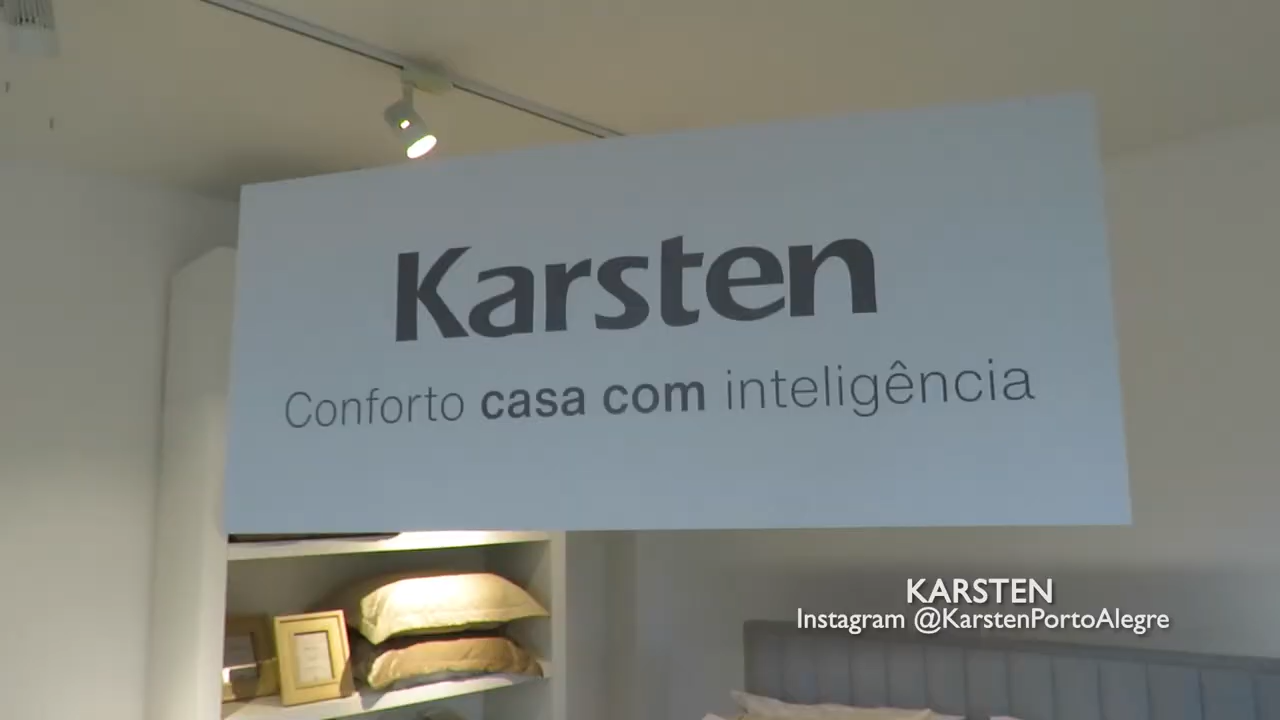 Karsten
Conforto casa com inteligência
KARSTEN
Instagram @KarstenPortoAlegre